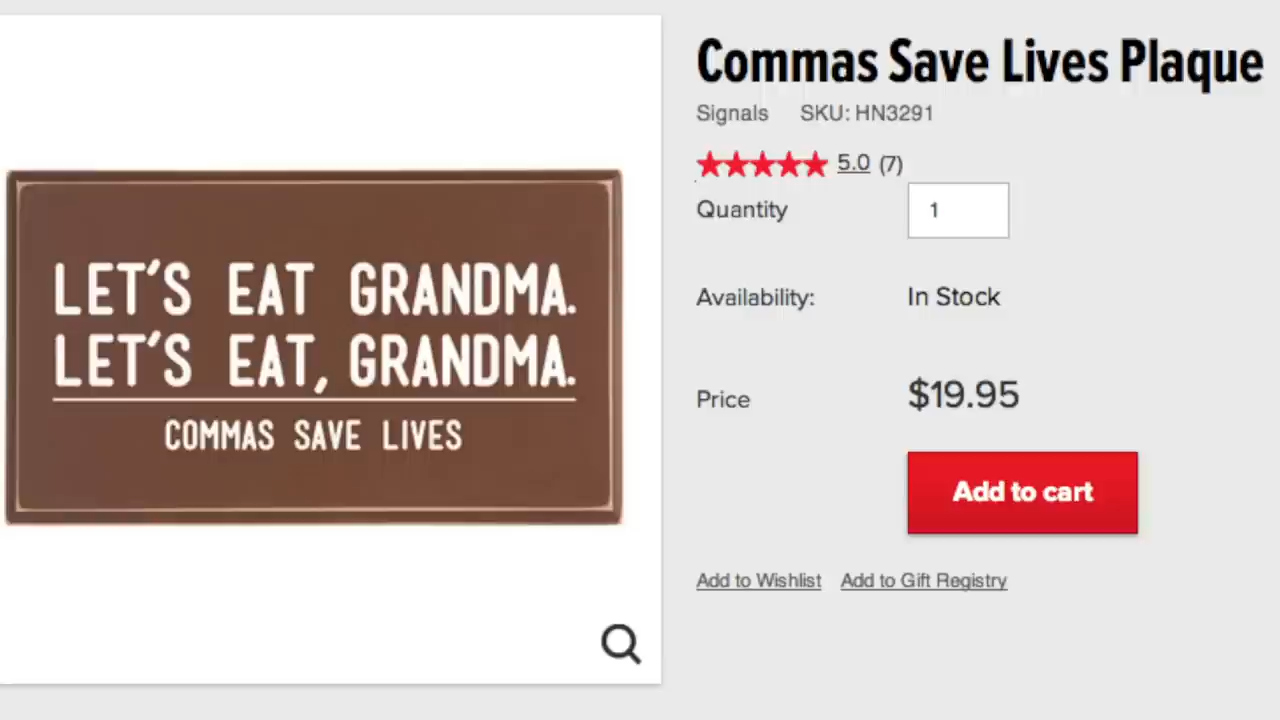 LET'S EAT GRANDMA.
LET'S EAT, GRANDMA.
COMMAS SAVE LIVES
Commas Save Lives Plaque
Signals SKU: HN3291
5.0 (7)
Quantity 1
Availability: In Stock
Price $19.95
Add to cart
Add to Wishlist Add to Gift Registry